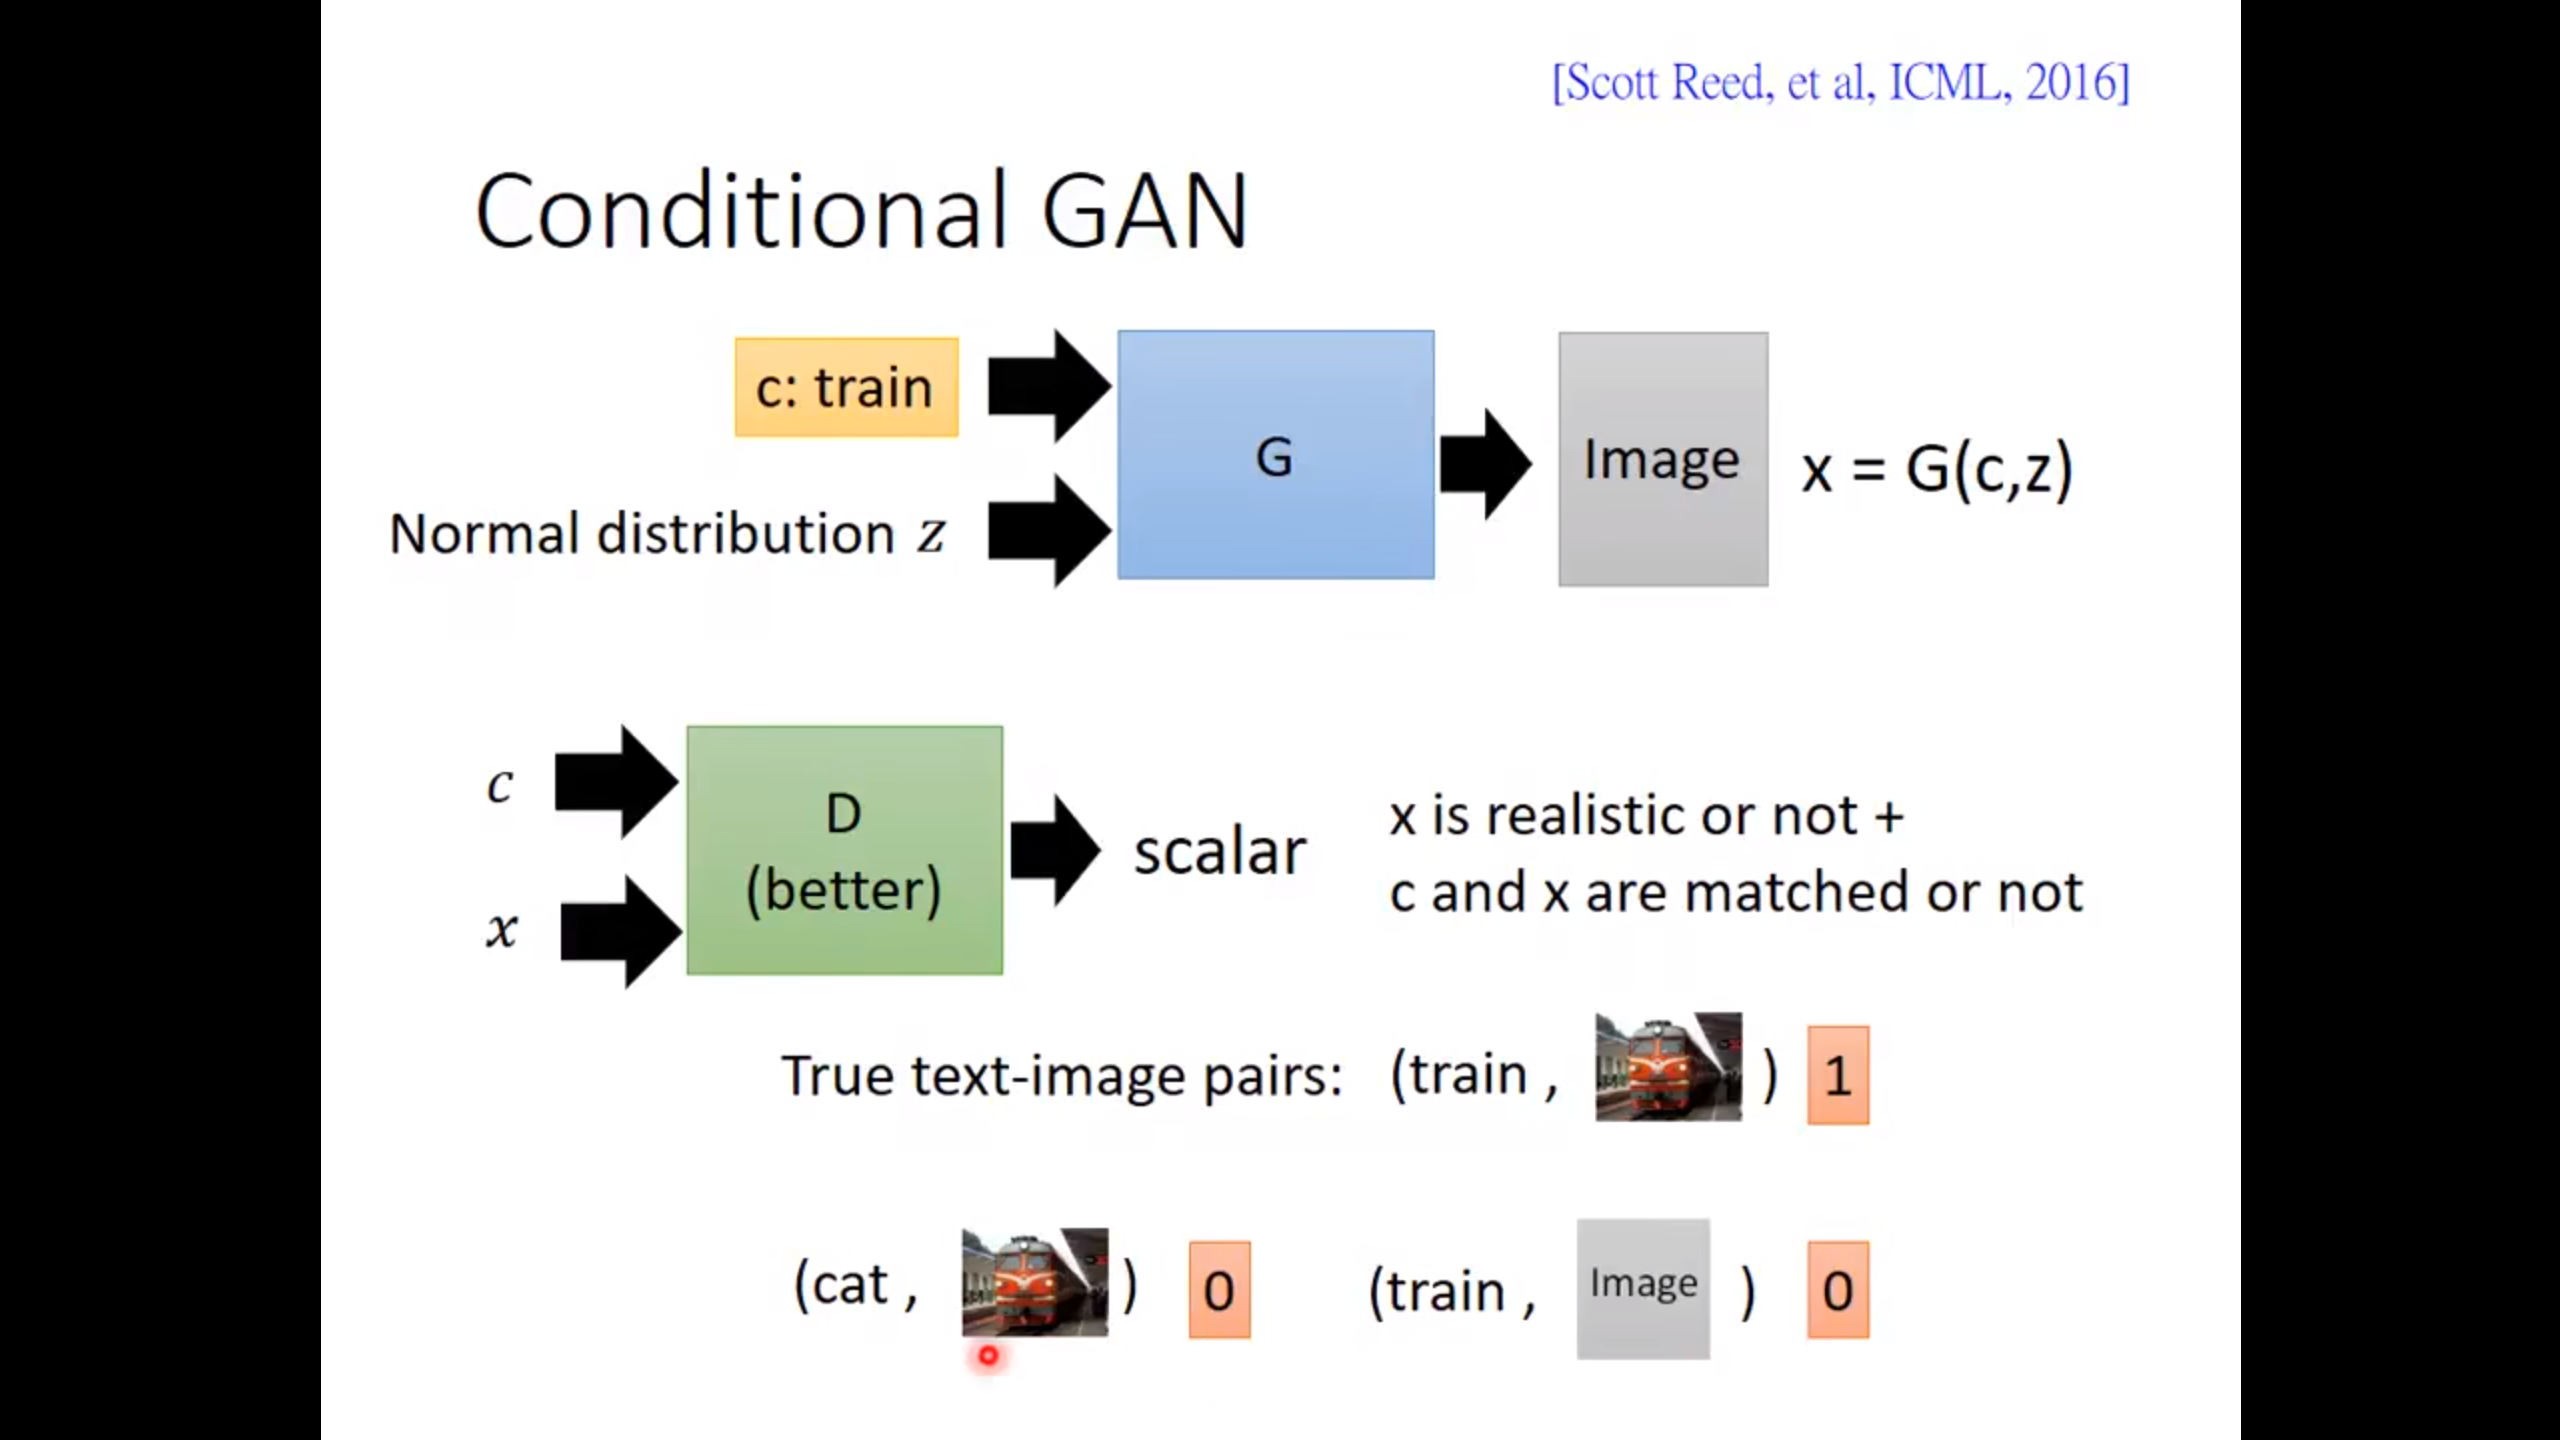 [Scott Reed, et al, ICML, 2016]
Conditional GAN
c: train
Normal distribution z
G
Image
x = G(c,z)
c
x
D
(better)
scalar
x is realistic or not +
c and x are matched or not
True text-image pairs: (train , ) 1
(cat , ) 0 (train , Image ) 0